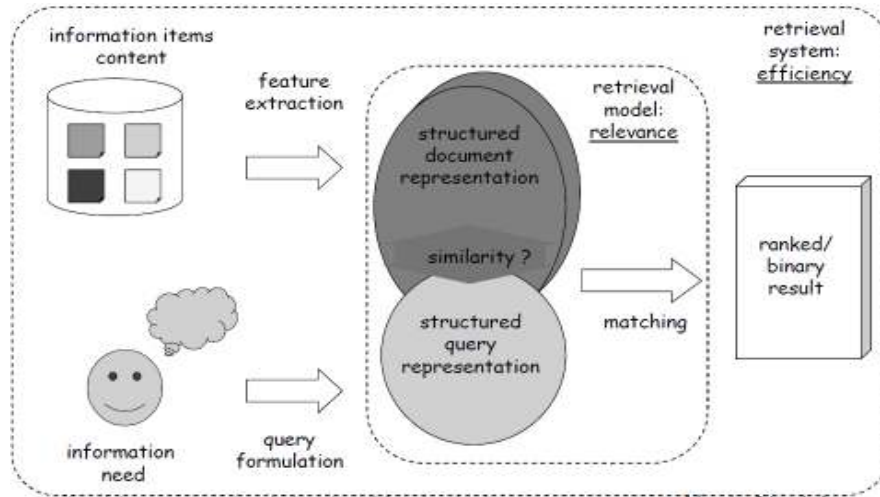 information items
content
feature
extraction
structured
document
representation
retrieval
model:
relevance
retrieval
system:
efficiency
similarity ?
ranked/
binary
result
matching
structured
query
representation
information
need
query
formulation